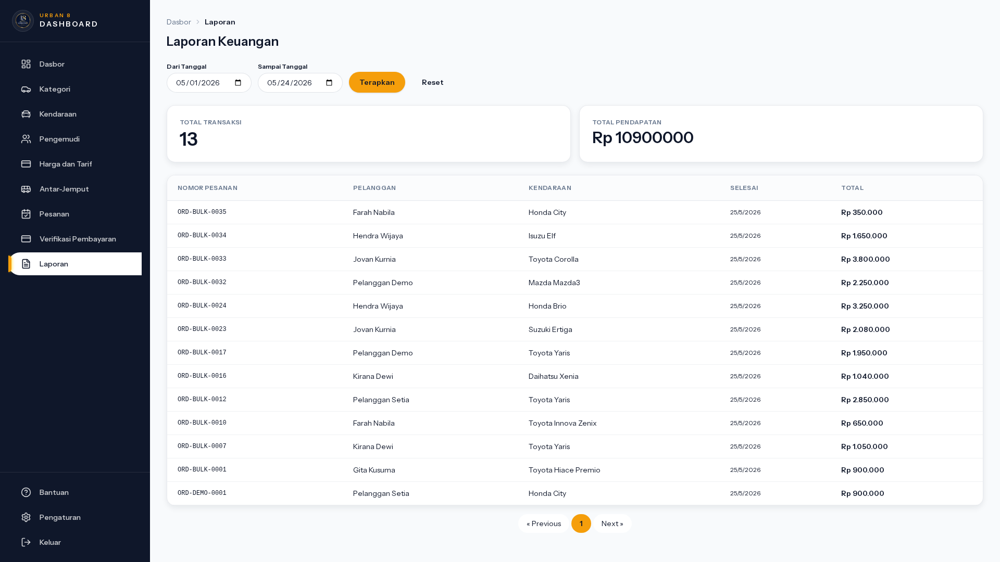 URBAN 8
DASHBOARD
Dasbor
Kategori
Kendaraan
Pengemudi
Harga dan Tarif
Antar-Jemput
Pesanan
Verifikasi Pembayaran
Laporan
Bantuan
Pengaturan
Keluar
Dasbor > Laporan
Laporan Keuangan
Dari Tanggal Sampai Tanggal
05/01/2026 05/24/2026 Terapkan Reset
TOTAL TRANSAKSI
13
TOTAL PENDAPATAN
Rp 10900000
NOMOR PESANAN PELANGGAN KENDARAAN SELESAI TOTAL
ORD-BULK-0035 Farah Nabila Honda City 25/5/2026 Rp 350.000
ORD-BULK-0034 Hendra Wijaya Isuzu Elf 25/5/2026 Rp 1.650.000
ORD-BULK-0033 Jovan Kurnia Toyota Corolla 25/5/2026 Rp 3.800.000
ORD-BULK-0032 Pelanggan Demo Mazda Mazda3 25/5/2026 Rp 2.250.000
ORD-BULK-0024 Hendra Wijaya Honda Brio 25/5/2026 Rp 3.250.000
ORD-BULK-0023 Jovan Kurnia Suzuki Ertiga 25/5/2026 Rp 2.080.000
ORD-BULK-0017 Pelanggan Demo Toyota Yaris 25/5/2026 Rp 1.950.000
ORD-BULK-0016 Kirana Dewi Daihatsu Xenia 25/5/2026 Rp 1.040.000
ORD-BULK-0012 Pelanggan Setia Toyota Yaris 25/5/2026 Rp 2.850.000
ORD-BULK-0010 Farah Nabila Toyota Innova Zenix 25/5/2026 Rp 650.000
ORD-BULK-0007 Kirana Dewi Toyota Yaris 25/5/2026 Rp 1.050.000
ORD-BULK-0001 Gita Kusuma Toyota Hiace Premio 25/5/2026 Rp 900.000
ORD-DEMO-0001 Pelanggan Setia Honda City 25/5/2026 Rp 900.000
« Previous 1 Next »